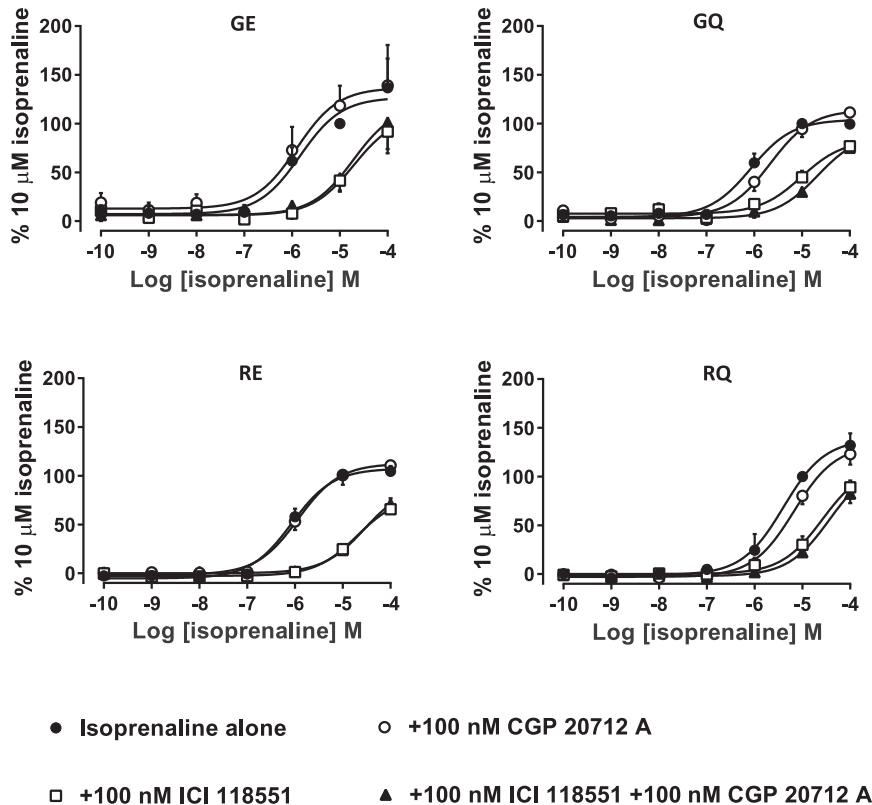 GE
200
150
100
50
0
% 10 μM isoprenaline
-10 -9 -8 -7 -6 -5 -4
Log [isoprenaline] M
GQ
200
150
100
50
0
% 10 μM isoprenaline
-10 -9 -8 -7 -6 -5 -4
Log [isoprenaline] M
RE
200
150
100
50
0
% 10 μM isoprenaline
-10 -9 -8 -7 -6 -5 -4
Log [isoprenaline] M
RQ
200
150
100
50
0
% 10 μM isoprenaline
-10 -9 -8 -7 -6 -5 -4
Log [isoprenaline] M
Isoprenaline alone
+100 nM CGP 20712 A
+100 nM ICI 118551
+100 nM ICI 118551 +100 nM CGP 20712 A